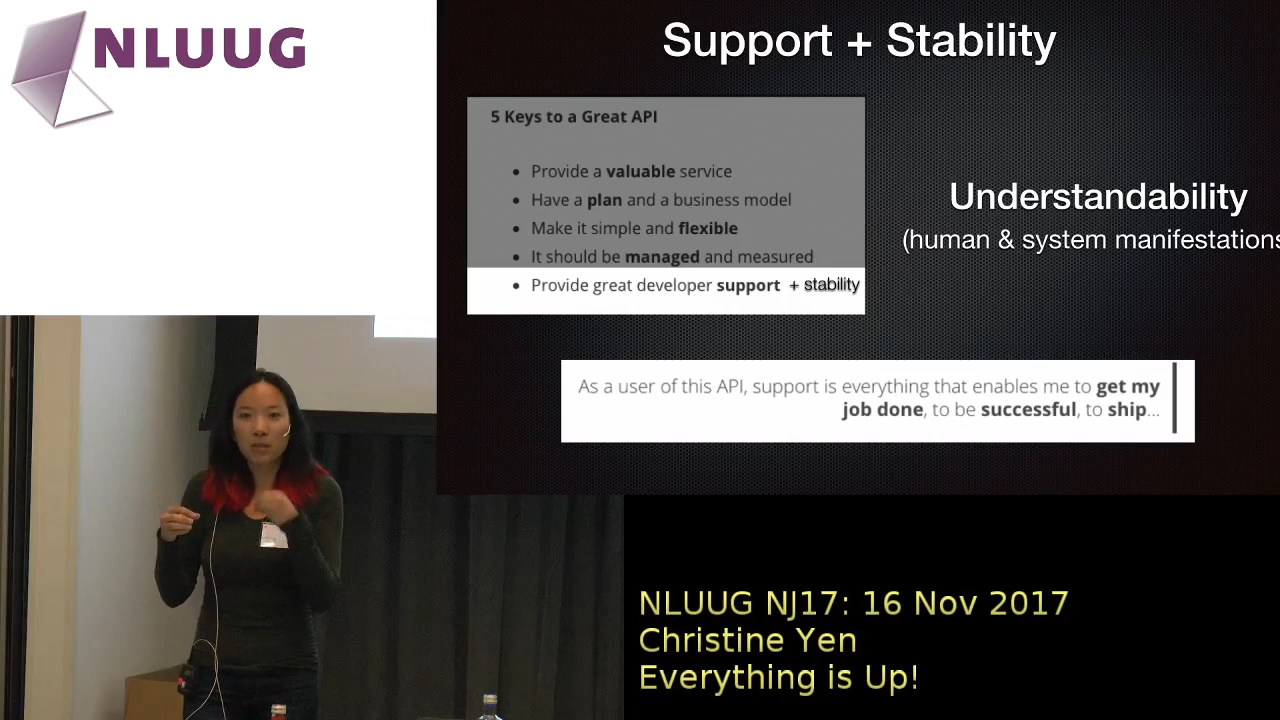 NLUUG
Support + Stability
5 Keys to a Great API
• Provide a valuable service
• Have a plan and a business model
• Make it simple and flexible
• It should be managed and measured
• Provide great developer support + stability
Understandability
(human & system manifestations
As a user of this API, support is everything that enables me to get my
job done, to be successful, to ship...
NLUUG NJ17: 16 Nov 2017
Christine Yen
Everything is Up!